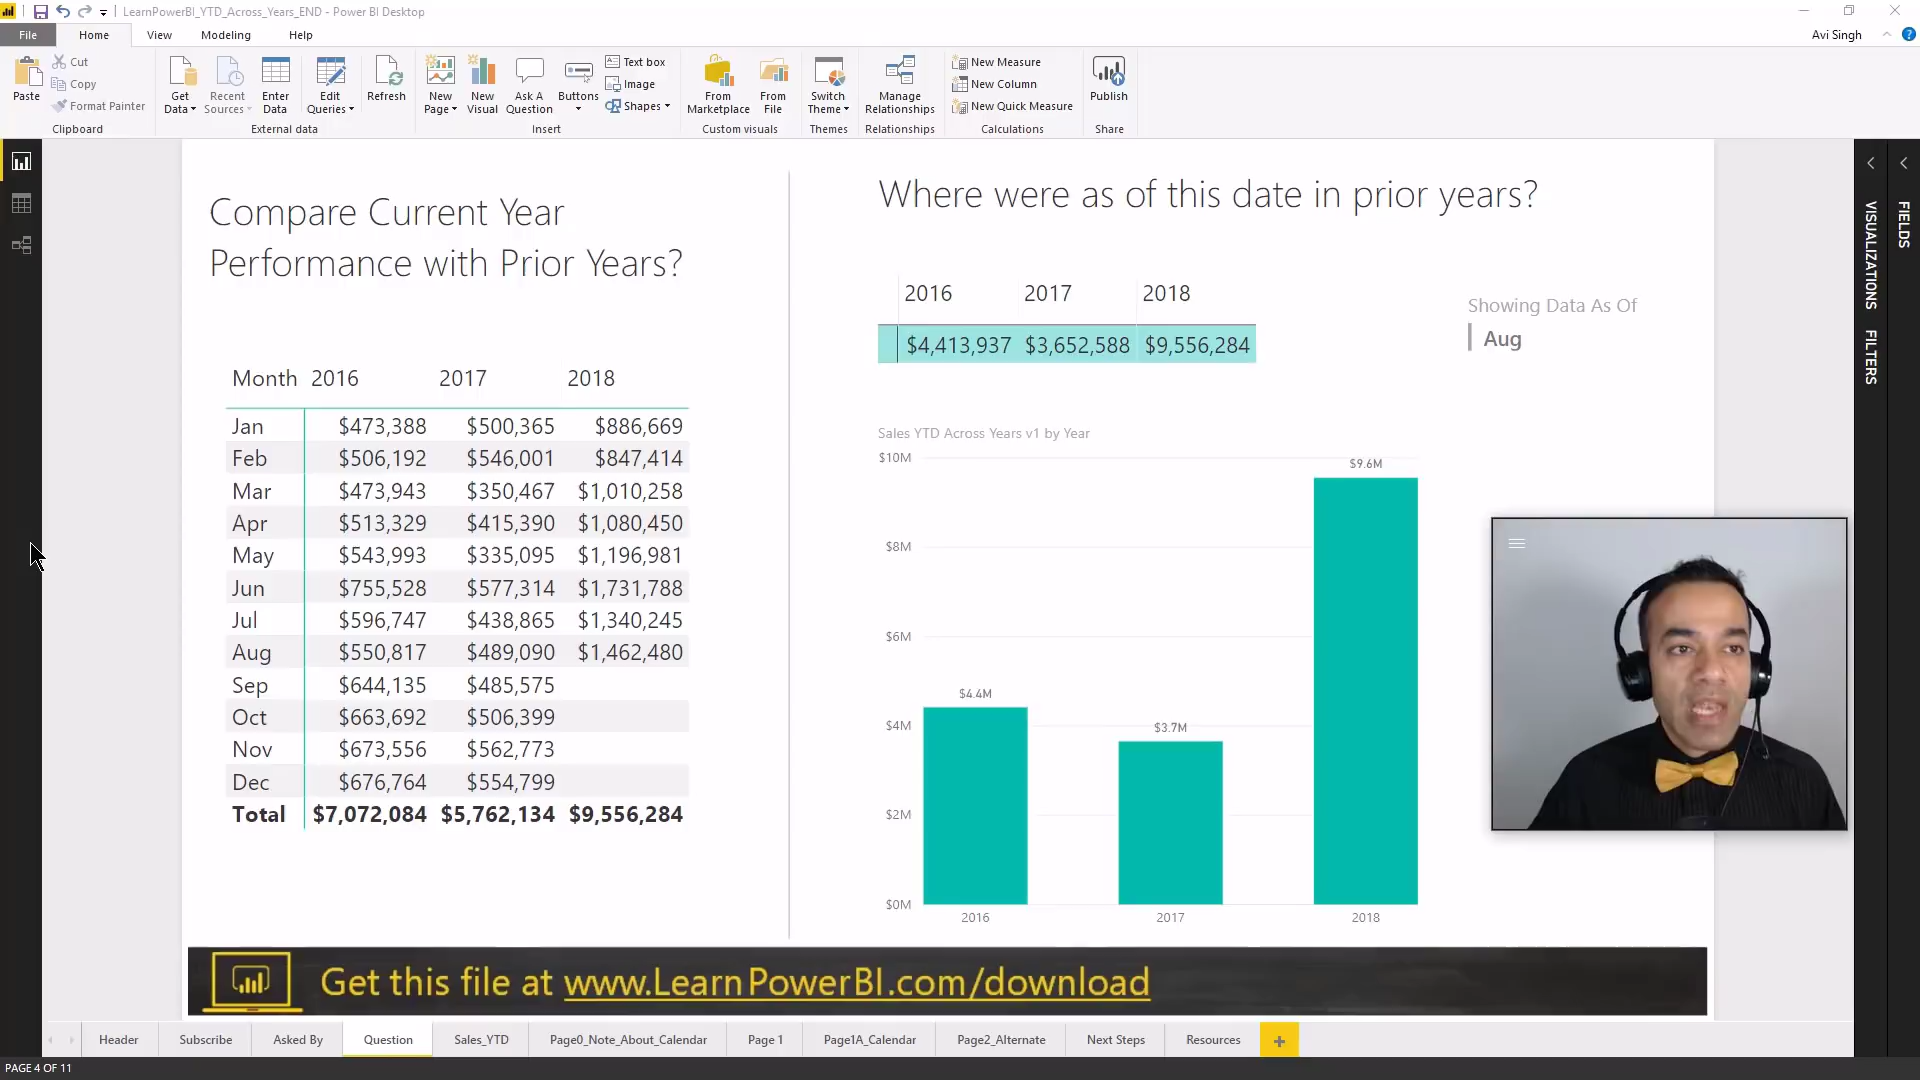 LearnPowerBI_YTD_Across_Years_END - Power BI Desktop
File Home View Modeling Help
Avi Singh
Paste
Cut
Copy
Format Painter
Clipboard
Get Data
Recent Sources
Enter Data
Edit Queries
Refresh
External data
New Page
New Visual
Ask A Question
Buttons
Text box
Image
Shapes
Insert
From Marketplace
From File
Custom visuals
Switch Theme
Themes
Manage Relationships
Relationships
New Measure
New Column
New Quick Measure
Calculations
Publish
Share
Compare Current Year
Performance with Prior Years?
Month 2016 2017 2018
Jan $473,388 $500,365 $886,669
Feb $506,192 $546,001 $847,414
Mar $473,943 $350,467 $1,010,258
Apr $513,329 $415,390 $1,080,450
May $543,993 $335,095 $1,196,981
Jun $755,528 $577,314 $1,731,788
Jul $596,747 $438,865 $1,340,245
Aug $550,817 $489,090 $1,462,480
Sep $644,135 $485,575
Oct $663,692 $506,399
Nov $673,556 $562,773
Dec $676,764 $554,799
Total $7,072,084 $5,762,134 $9,556,284
Where were as of this date in prior years?
2016 2017 2018
$4,413,937 $3,652,588 $9,556,284
Showing Data As Of
Aug
Sales YTD Across Years v1 by Year
$10M
$8M
$6M
$4M
$2M
$0M
$4.4M
$3.7M
$9.6M
2016 2017 2018
VISUALIZATIONS
FILTERS
FIELDS
Get this file at www.LearnPowerBI.com/download
Header Subscribe Asked By Question Sales_YTD Page0_Note_About_Calendar Page 1 Page1A_Calendar Page2_Alternate Next Steps Resources +
PAGE 4 OF 11